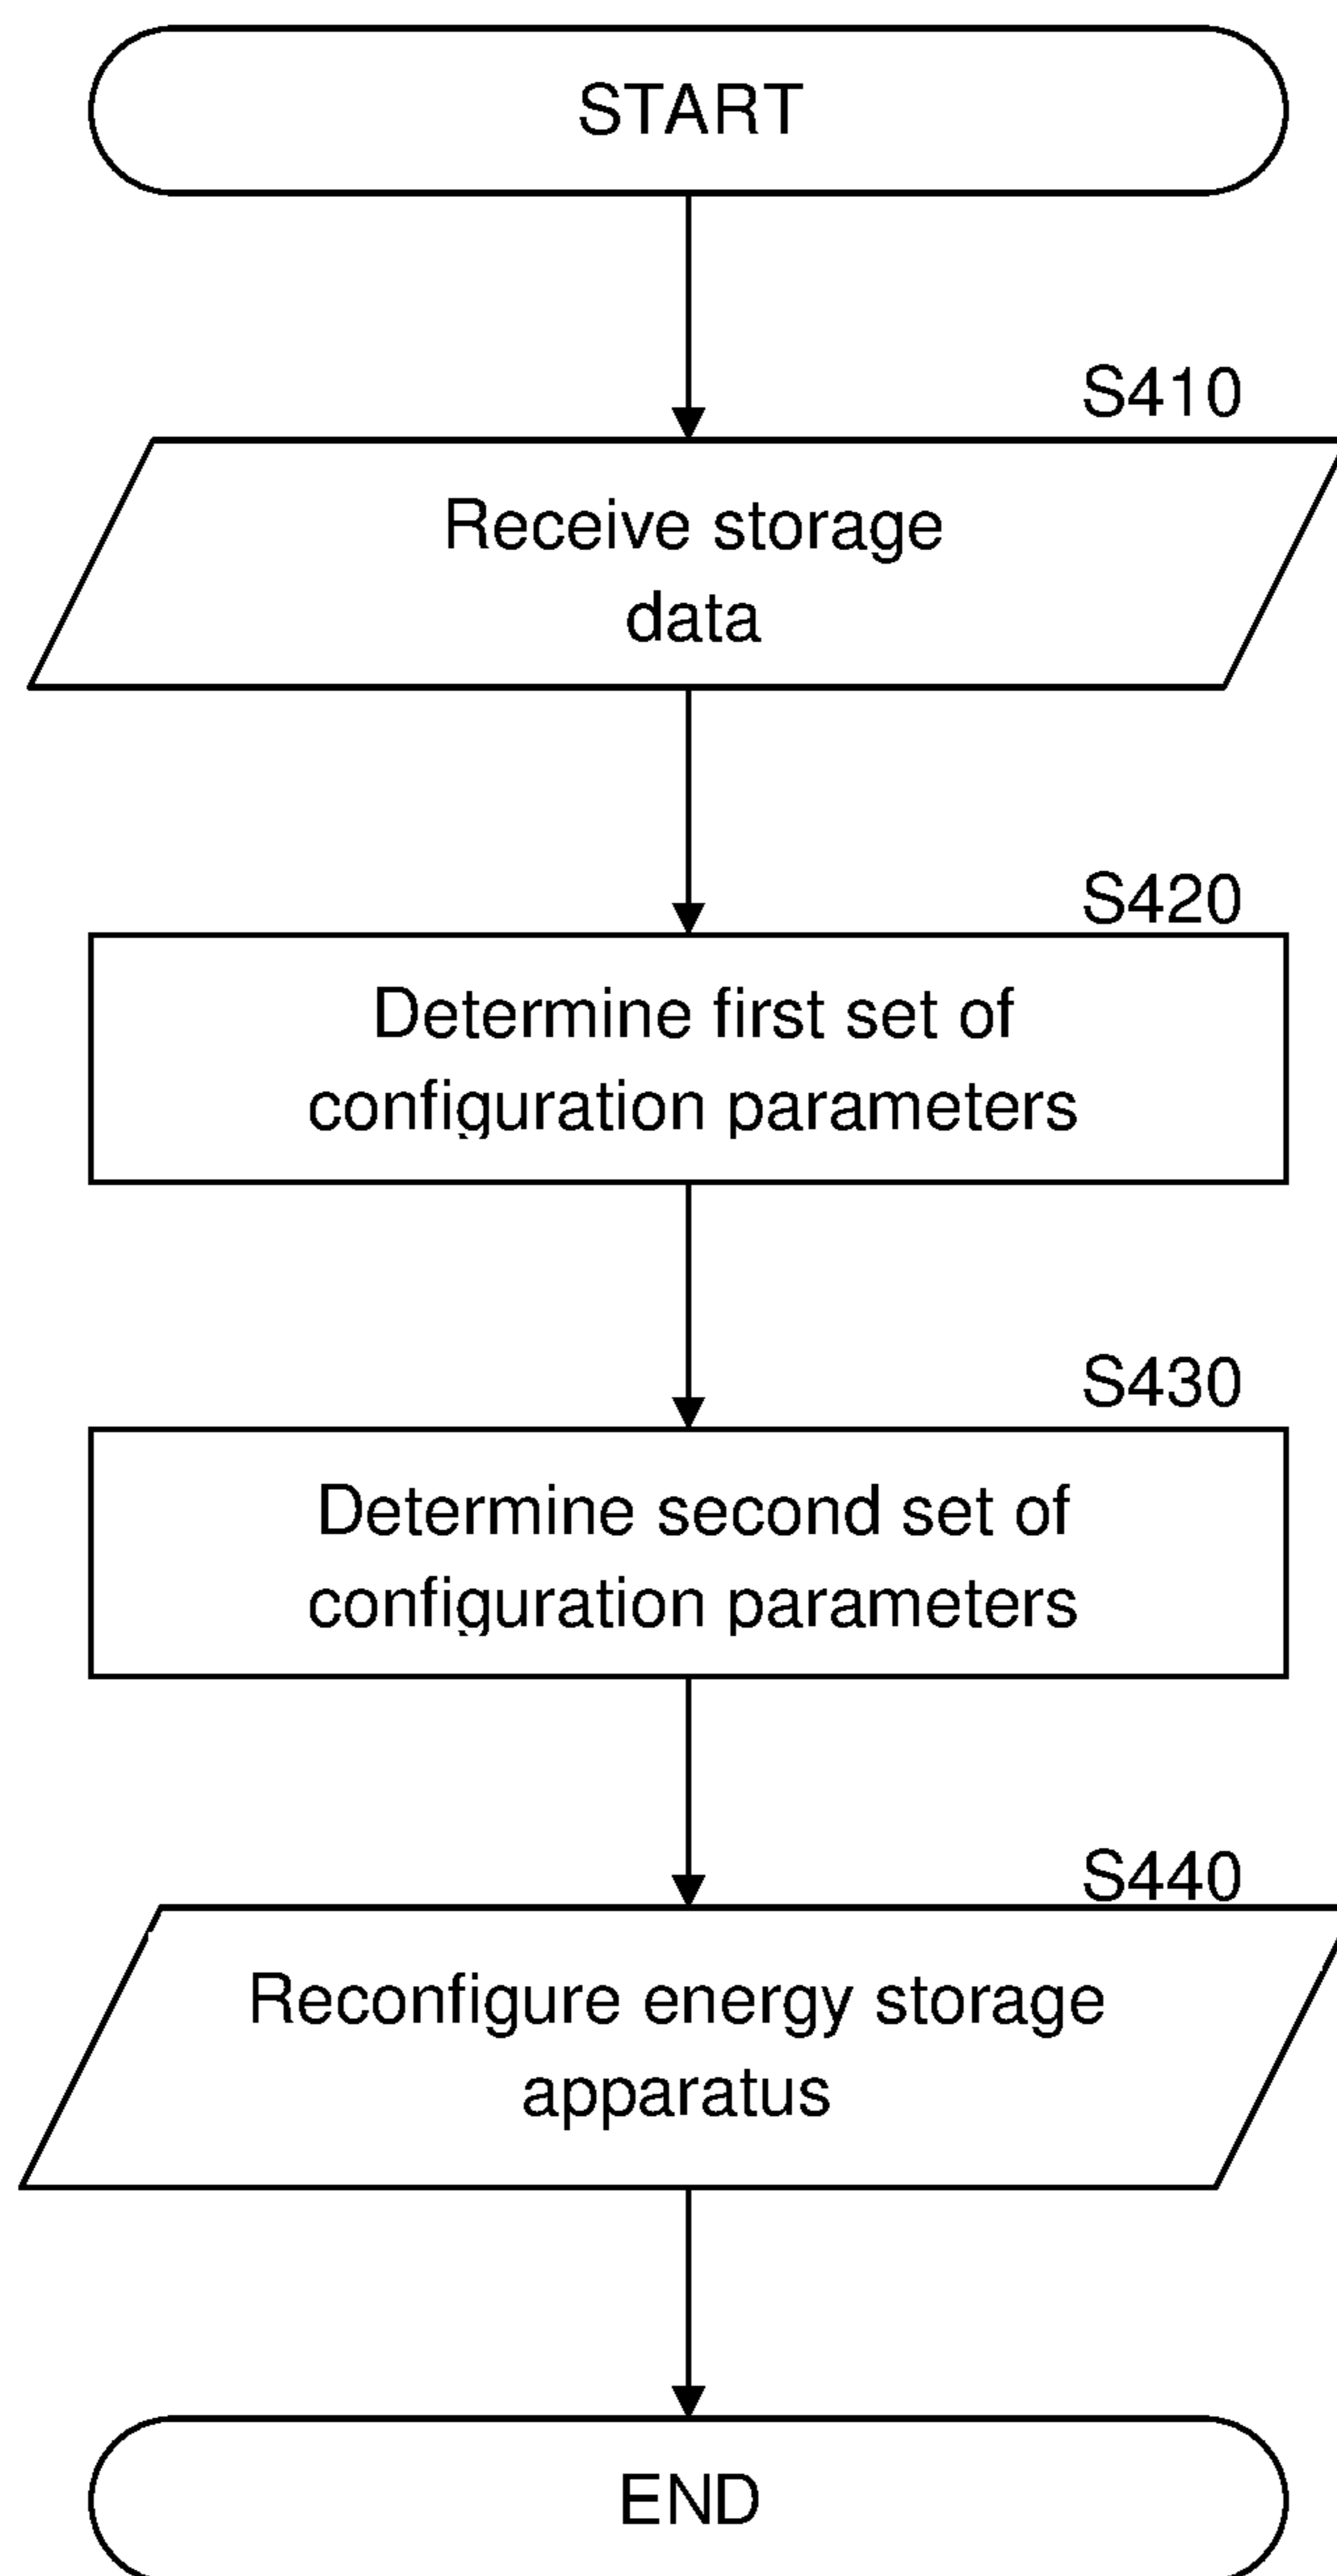 START
S410
Receive storage
data
S420
Determine first set of
configuration parameters
S430
Determine second set of
configuration parameters
S440
Reconfigure energy storage
apparatus
END